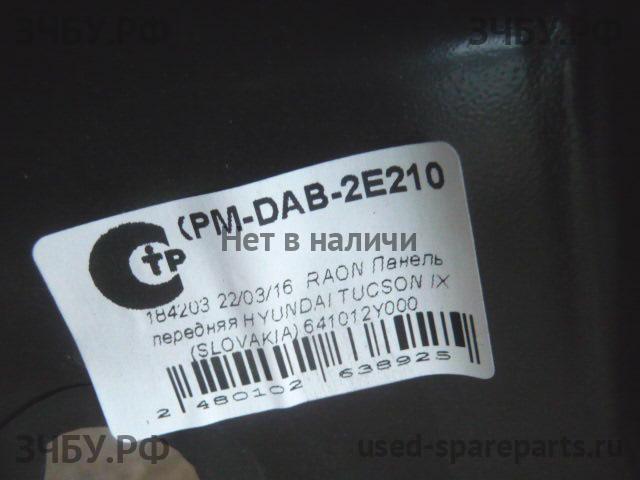 ЗЧБУ.РФ
ЗЧБУ.РФ
(PM-DAB-2E210
Нет в наличии
стр
184203 22/03/16 RAON Панель
передняя HYUNDAI TUCSON IX
(SLOVAKIA) 641012Y000
2 480102 638925
ЗЧБУ.РФ
used-spareparts.ru